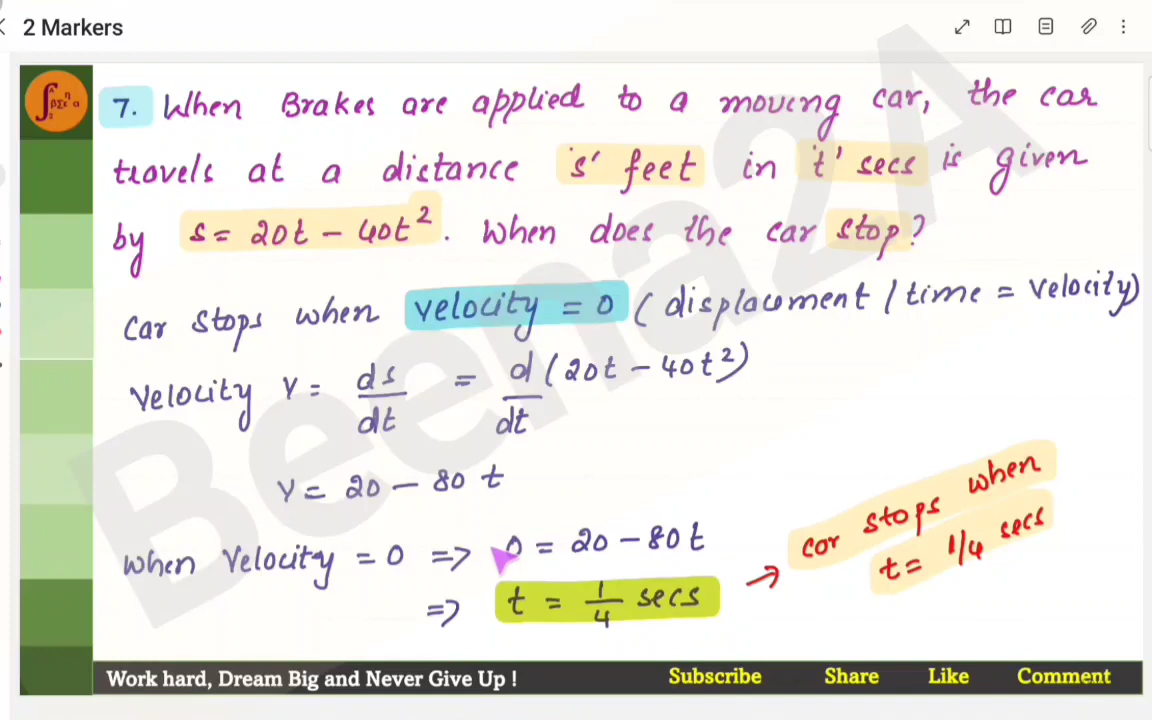 2 Markers
7. When Brakes are applied to a moving car, the car
travels at a distance 's' feet in 't' secs is given
by s = 20t - 40t². When does the car stop?
Car stops when velocity = 0 (displacment / time = velocity)
Velocity V = ds/dt = d/dt (20t - 40t²)
V = 20 - 80 t
When Velocity = 0 => 0 = 20 - 80t
=> t = 1/4 secs
→ car stops when
t = 1/4 secs
Work hard, Dream Big and Never Give Up !
Subscribe Share Like Comment
Beena2A